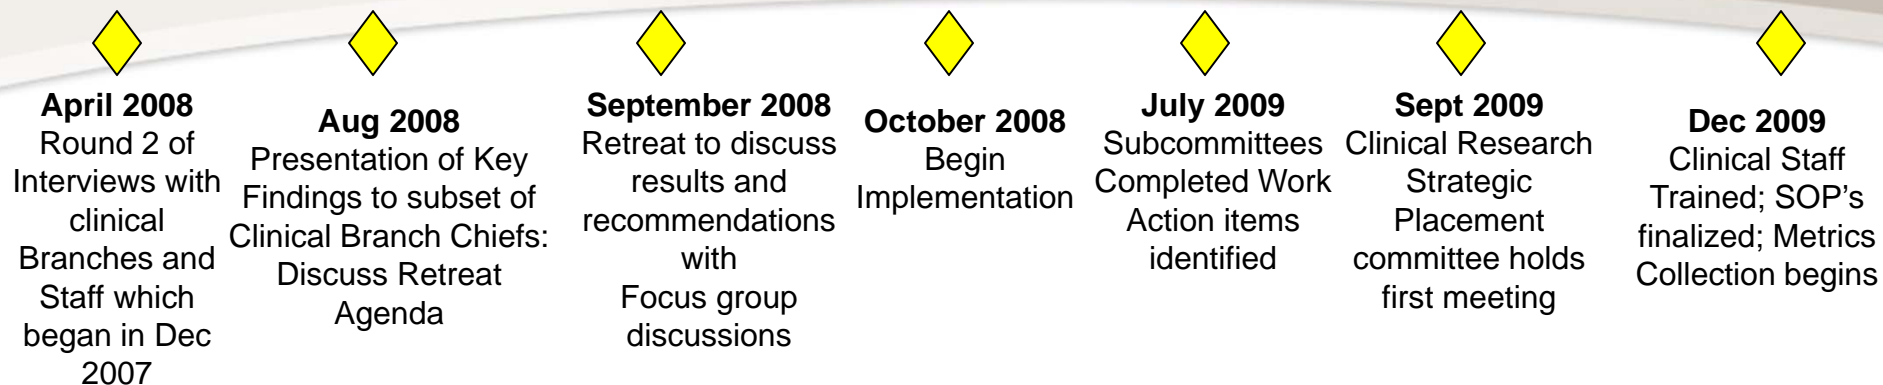 April 2008
Round 2 of
Interviews with
clinical
Branches and
Staff which
began in Dec
2007
Aug 2008
Presentation of Key
Findings to subset of
Clinical Branch Chiefs:
Discuss Retreat
Agenda
September 2008
Retreat to discuss
results and
recommendations
with
Focus group
discussions
October 2008
Begin
Implementation
July 2009
Subcommittees
Completed Work
Action items
identified
Sept 2009
Clinical Research
Strategic
Placement
committee holds
first meeting
Dec 2009
Clinical Staff
Trained; SOP's
finalized; Metrics
Collection begins